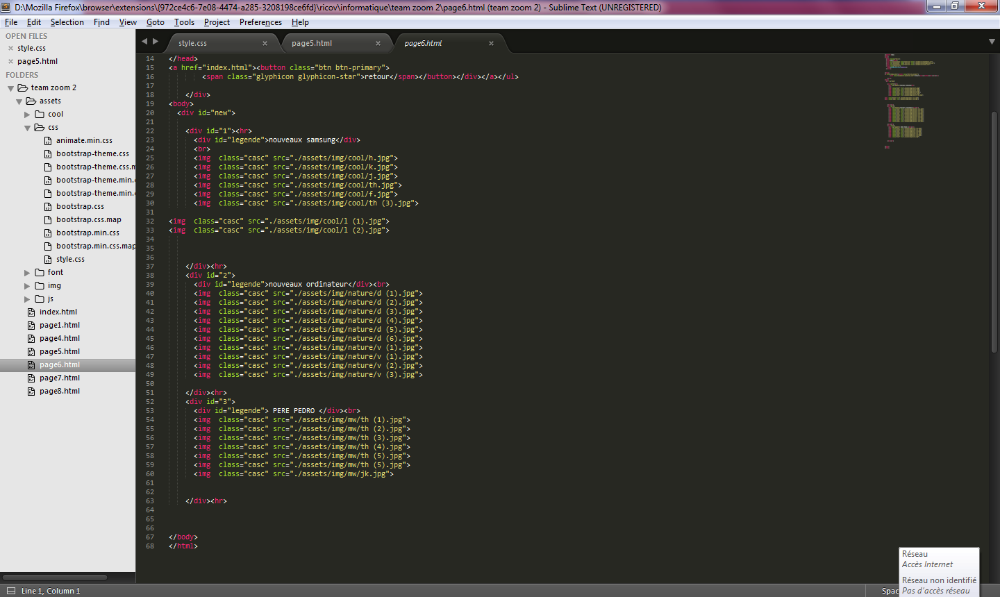 D:\Mozilla Firefox\browser\extensions\{972ce4c6-7e08-4474-a285-3208198ce6fd}\ricov\informatique\team zoom 2\page6.html (team zoom 2) - Sublime Text (UNREGISTERED)
File Edit Selection Find View Goto Tools Project Preferences Help
OPEN FILES
style.css
page5.html
FOLDERS
team zoom 2
assets
cool
css
animate.min.css
bootstrap-theme.css
bootstrap-theme.css.m
bootstrap-theme.min.c
bootstrap-theme.min.c
bootstrap.css
bootstrap.css.map
bootstrap.min.css
bootstrap.min.css.map
style.css
font
img
js
index.html
page1.html
page4.html
page5.html
page6.html
page7.html
page8.html
style.css page5.html page6.html
14 </head>
15 <a href="index.html"><button class="btn btn-primary">
16 <span class="glyphicon glyphicon-star">retour</span></button></div></a></ul>
17
18 </div>
19 <body>
20 <div id="new">
21
22 <div id="1"><hr>
23 <div id="legende">nouveaux samsung</div>
24 <br>
25 <img  class="casc" src="./assets/img/cool/h.jpg">
26 <img  class="casc" src="./assets/img/cool/k.jpg">
27 <img  class="casc" src="./assets/img/cool/j.jpg">
28 <img  class="casc" src="./assets/img/cool/th.jpg">
29 <img  class="casc" src="./assets/img/cool/f.jpg">
30 <img  class="casc" src="./assets/img/cool/th (3).jpg">
31
32 <img  class="casc" src="./assets/img/cool/l (1).jpg">
33 <img  class="casc" src="./assets/img/cool/l (2).jpg">
34
35
36
37 </div><hr>
38 <div id="2">
39 <div id="legende">nouveaux ordinateur</div><br>
40 <img  class="casc" src="./assets/img/nature/d (1).jpg">
41 <img  class="casc" src="./assets/img/nature/d (2).jpg">
42 <img  class="casc" src="./assets/img/nature/d (3).jpg">
43 <img  class="casc" src="./assets/img/nature/d (4).jpg">
44 <img  class="casc" src="./assets/img/nature/d (5).jpg">
45 <img  class="casc" src="./assets/img/nature/d (6).jpg">
46 <img  class="casc" src="./assets/img/nature/v (1).jpg">
47 <img  class="casc" src="./assets/img/nature/v (1).jpg">
48 <img  class="casc" src="./assets/img/nature/v (2).jpg">
49 <img  class="casc" src="./assets/img/nature/v (3).jpg">
50
51 </div><hr>
52 <div id="3">
53 <div id="legende"> PERE PEDRO </div><br>
54 <img  class="casc" src="./assets/img/mw/th (1).jpg">
55 <img  class="casc" src="./assets/img/mw/th (2).jpg">
56 <img  class="casc" src="./assets/img/mw/th (3).jpg">
57 <img  class="casc" src="./assets/img/mw/th (4).jpg">
58 <img  class="casc" src="./assets/img/mw/th (5).jpg">
59 <img  class="casc" src="./assets/img/mw/th (5).jpg">
60 <img  class="casc" src="./assets/img/mw/jk.jpg">
61
62
63 </div><hr>
64
65
66
67 </body>
68 </html>
Réseau
Accès Internet
Réseau non identifié
Pas d'accès réseau
Line 1, Column 1
Spac